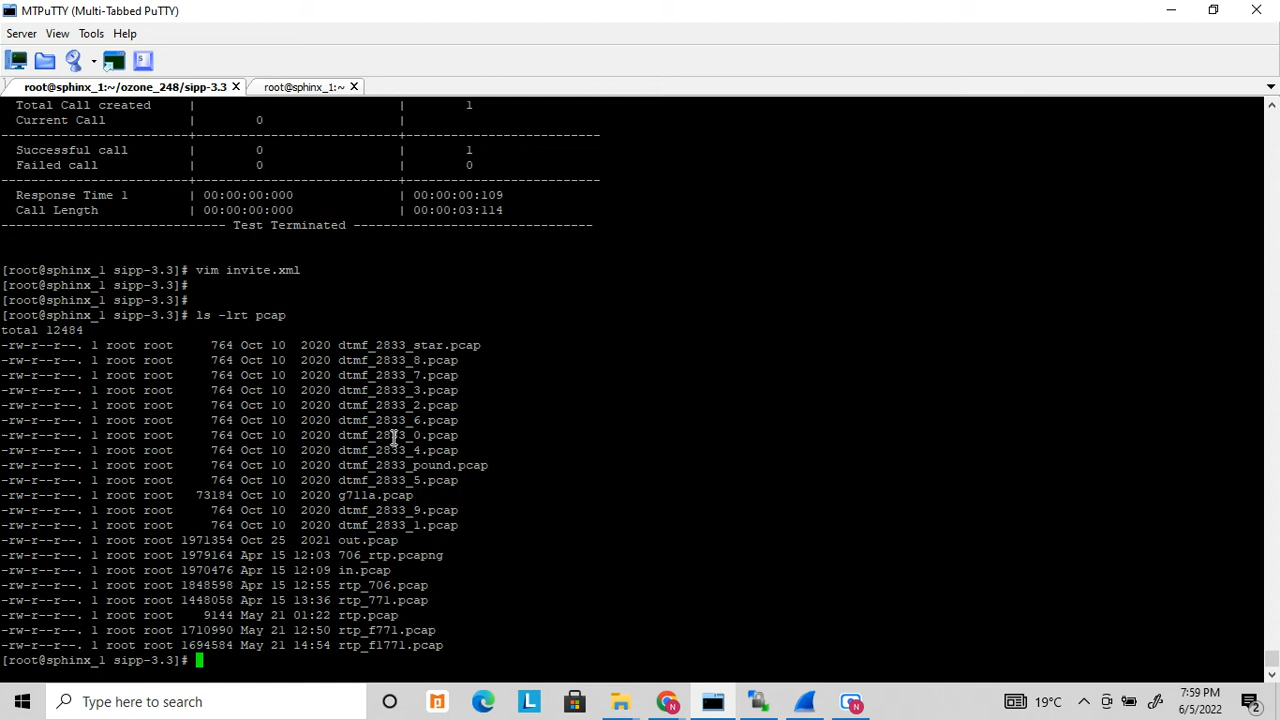 MTPuTTY (Multi-Tabbed PuTTY)
Server View Tools Help
root@sphinx_1:~/ozone_248/sipp-3.3 root@sphinx_1:~
Total Call created | | 1
Current Call | 0 |
-------------------------+---------------------------+--------------------------
Successful call | 0 | 1
Failed call | 0 | 0
-------------------------+---------------------------+--------------------------
Response Time 1 | 00:00:00:000 | 00:00:00:109
Call Length | 00:00:00:000 | 00:00:03:114
------------------------------ Test Terminated --------------------------------
[root@sphinx_1 sipp-3.3]# vim invite.xml
[root@sphinx_1 sipp-3.3]#
[root@sphinx_1 sipp-3.3]#
[root@sphinx_1 sipp-3.3]# ls -lrt pcap
total 12484
-rw-r--r--. 1 root root 764 Oct 10 2020 dtmf_2833_star.pcap
-rw-r--r--. 1 root root 764 Oct 10 2020 dtmf_2833_8.pcap
-rw-r--r--. 1 root root 764 Oct 10 2020 dtmf_2833_7.pcap
-rw-r--r--. 1 root root 764 Oct 10 2020 dtmf_2833_3.pcap
-rw-r--r--. 1 root root 764 Oct 10 2020 dtmf_2833_2.pcap
-rw-r--r--. 1 root root 764 Oct 10 2020 dtmf_2833_6.pcap
-rw-r--r--. 1 root root 764 Oct 10 2020 dtmf_2833_0.pcap
-rw-r--r--. 1 root root 764 Oct 10 2020 dtmf_2833_4.pcap
-rw-r--r--. 1 root root 764 Oct 10 2020 dtmf_2833_pound.pcap
-rw-r--r--. 1 root root 764 Oct 10 2020 dtmf_2833_5.pcap
-rw-r--r--. 1 root root 73184 Oct 10 2020 g711a.pcap
-rw-r--r--. 1 root root 764 Oct 10 2020 dtmf_2833_9.pcap
-rw-r--r--. 1 root root 764 Oct 10 2020 dtmf_2833_1.pcap
-rw-r--r--. 1 root root 1971354 Oct 25 2021 out.pcap
-rw-r--r--. 1 root root 1979164 Apr 15 12:03 706_rtp.pcapng
-rw-r--r--. 1 root root 1970476 Apr 15 12:09 in.pcap
-rw-r--r--. 1 root root 1848598 Apr 15 12:55 rtp_706.pcap
-rw-r--r--. 1 root root 1448058 Apr 15 13:36 rtp_771.pcap
-rw-r--r--. 1 root root 9144 May 21 01:22 rtp.pcap
-rw-r--r--. 1 root root 1710990 May 21 12:50 rtp_f771.pcap
-rw-r--r--. 1 root root 1694584 May 21 14:54 rtp_f1771.pcap
[root@sphinx_1 sipp-3.3]#
Type here to search
19°C
7:59 PM
6/5/2022
2